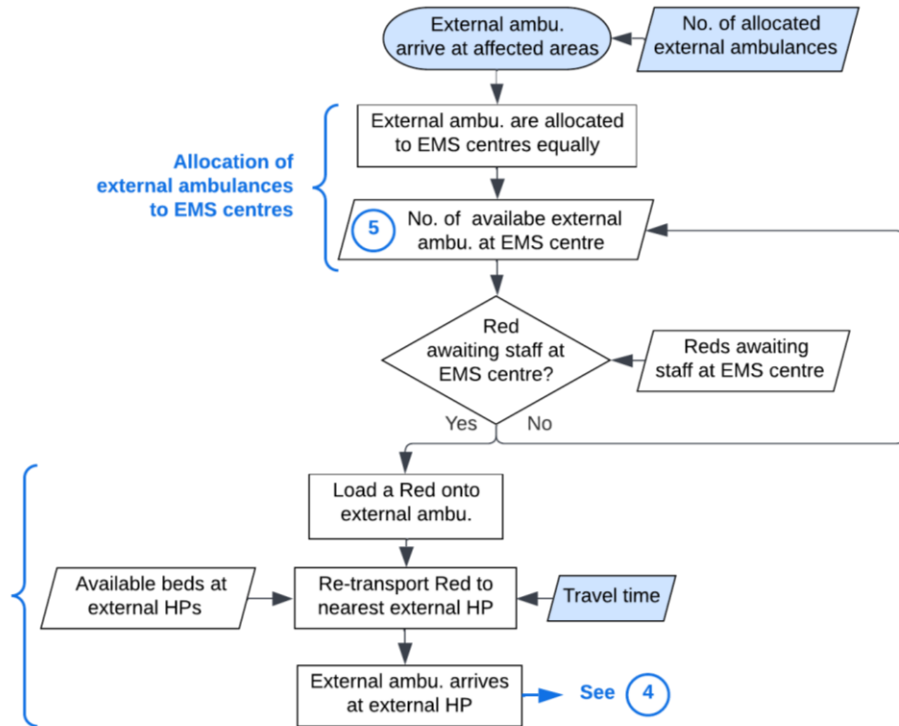 External ambu.
arrive at affected areas
No. of allocated
external ambulances
External ambu. are allocated
to EMS centres equally
Allocation of
external ambulances
to EMS centres
5
No. of availabe external
ambu. at EMS centre
Red
awaiting staff at
EMS centre?
Reds awaiting
staff at EMS centre
Yes
No
Load a Red onto
external ambu.
Available beds at
external HPs
Re-transport Red to
nearest external HP
Travel time
External ambu. arrives
at external HP
See 4